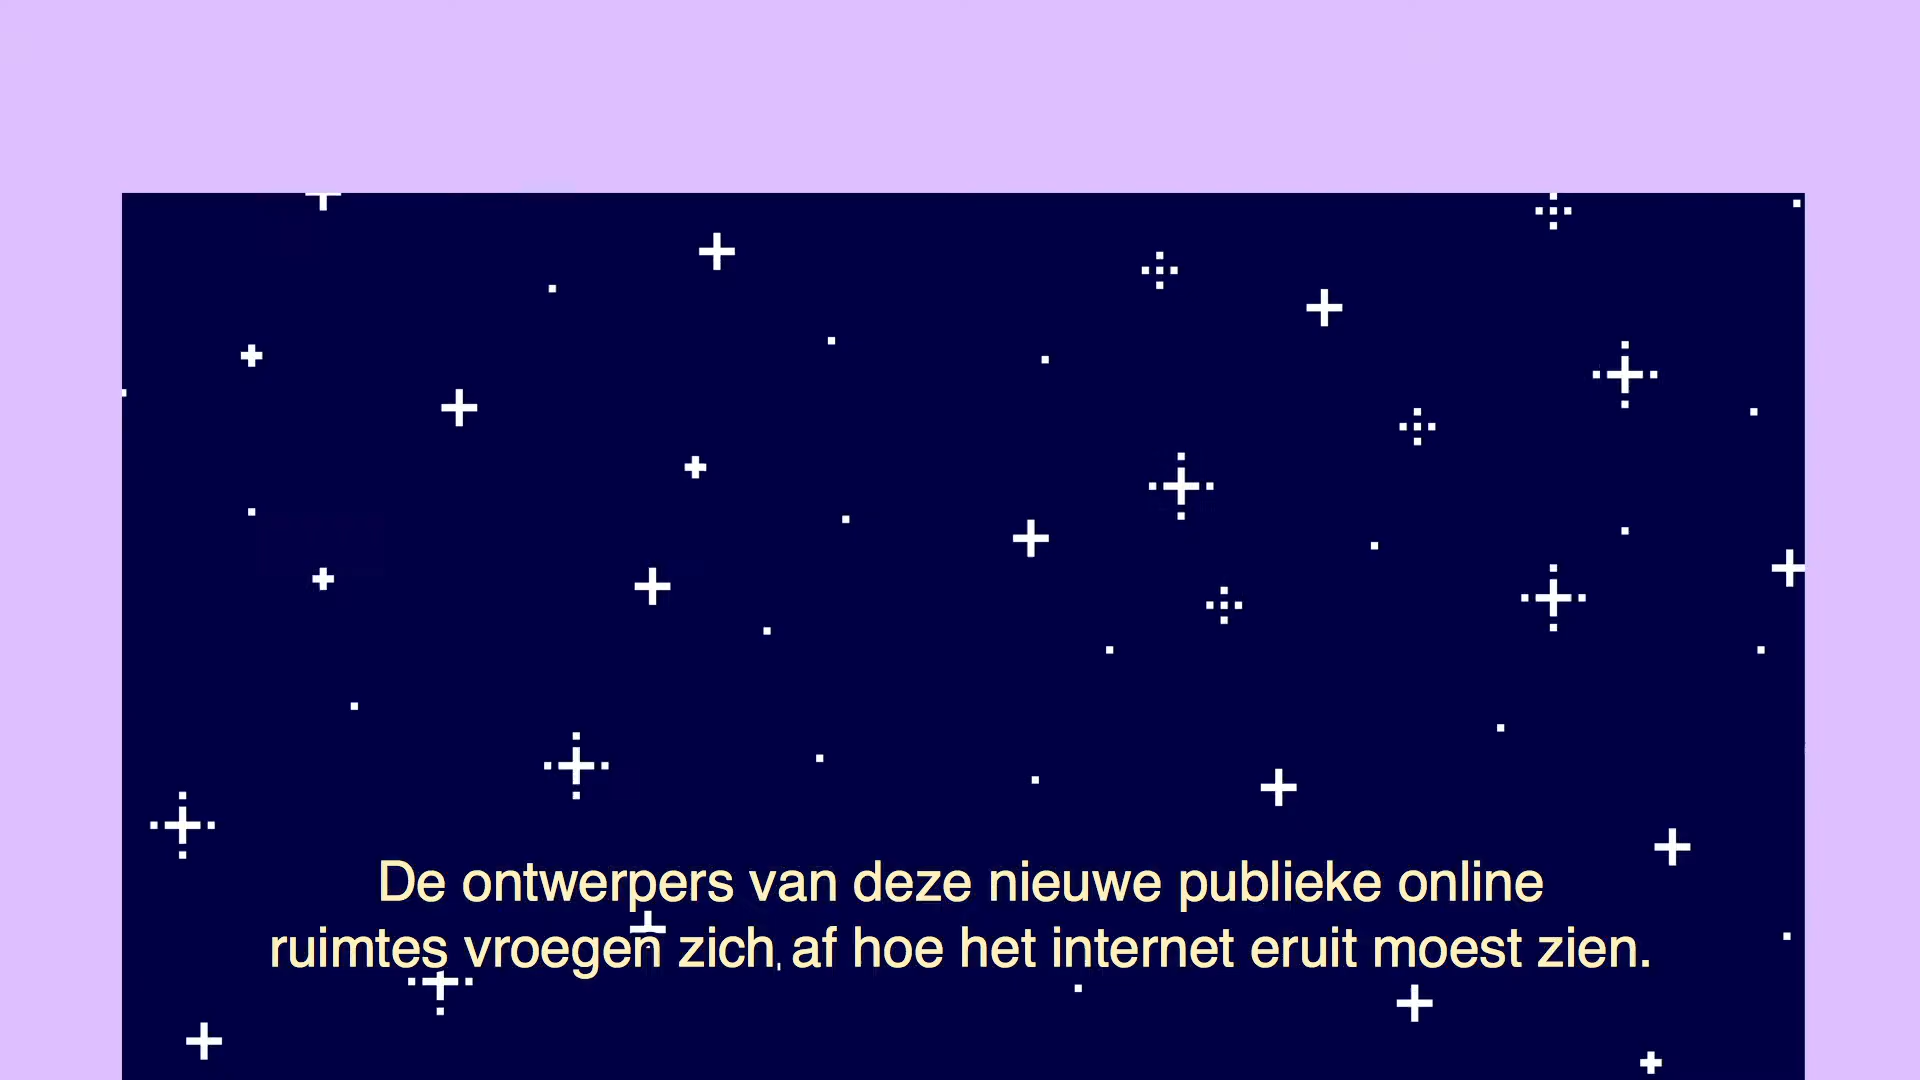 De ontwerpers van deze nieuwe publieke online
ruimtes vroegen zich af hoe het internet eruit moest zien.